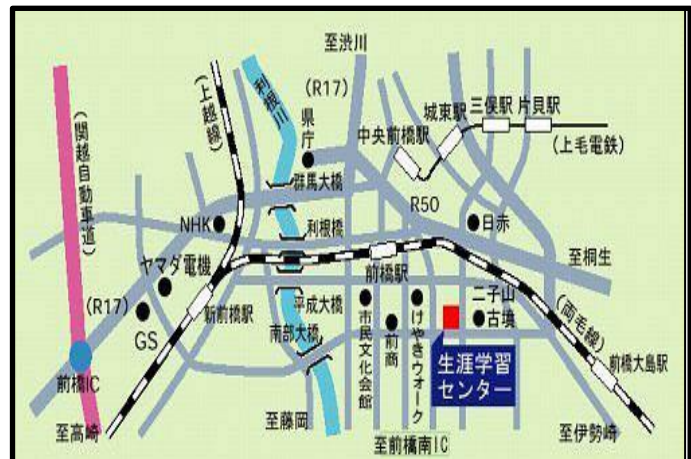 至渋川
(R17)
利根川
(上越線)
県庁
城東駅
三俣駅
片貝駅
中央前橋駅
(上毛電鉄)
(関越自動車道)
群馬大橋
R50
NHK
利根橋
日赤
至桐生
ヤマダ電機
前橋駅
(R17)
新前橋駅
平成大橋
二子山
古墳
(両毛線)
GS
南部大橋
市民文化会館
前商
けやきウォーク
生涯学習
センター
前橋大島駅
前橋IC
至高崎
至藤岡
至前橋南IC
至伊勢崎